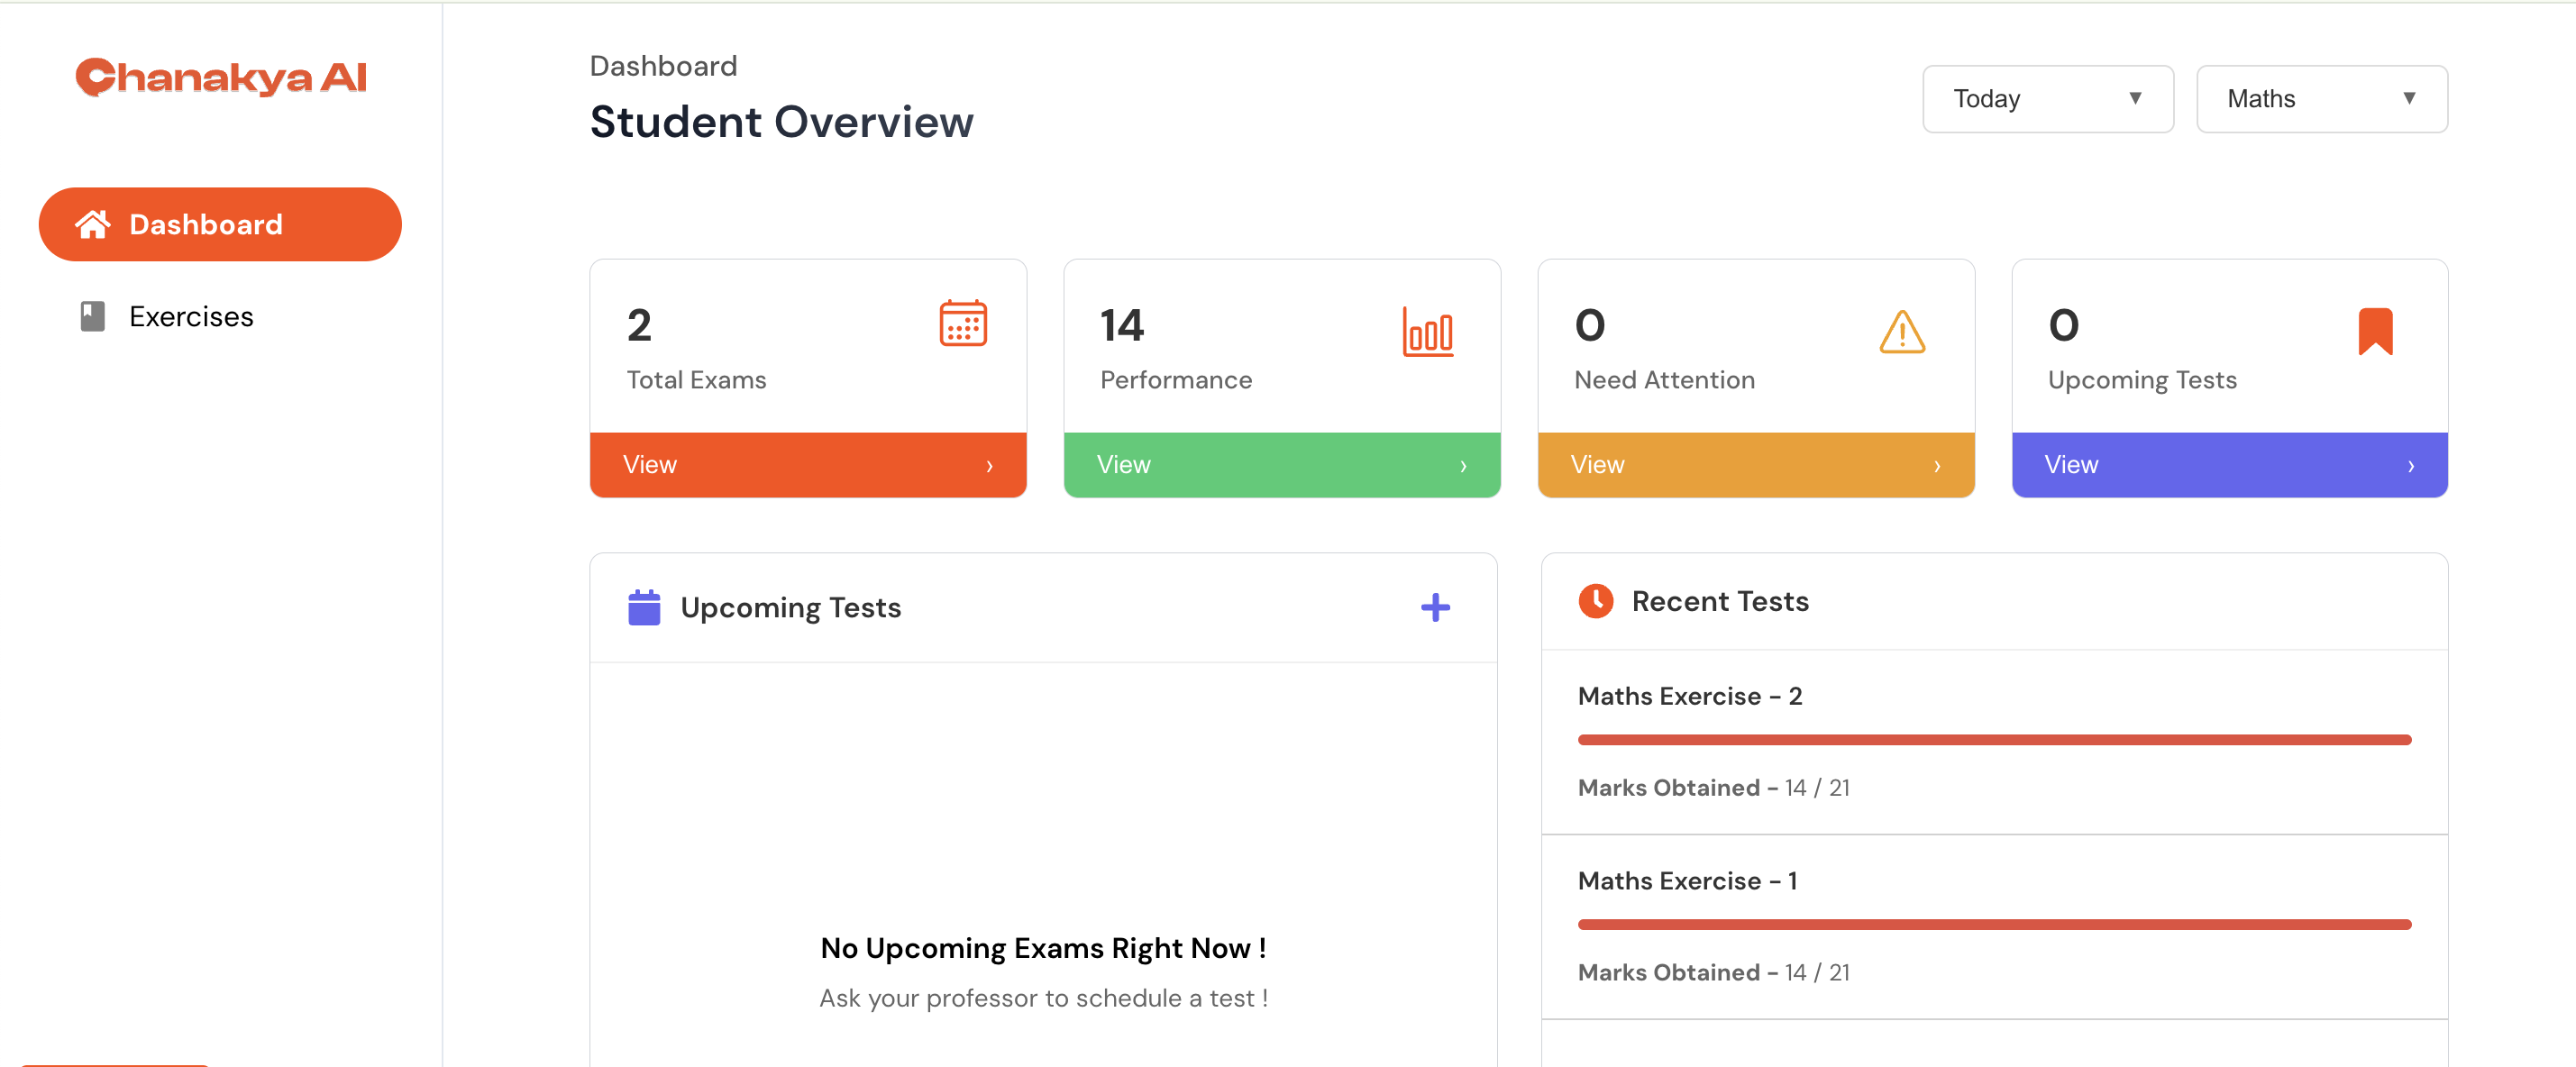 Chanakya AI
Dashboard
Exercises
Dashboard
Student Overview
Today
Maths
2
Total Exams
View
14
Performance
View
0
Need Attention
View
0
Upcoming Tests
View
Upcoming Tests
No Upcoming Exams Right Now !
Ask your professor to schedule a test !
Recent Tests
Maths Exercise - 2
Marks Obtained - 14 / 21
Maths Exercise - 1
Marks Obtained - 14 / 21